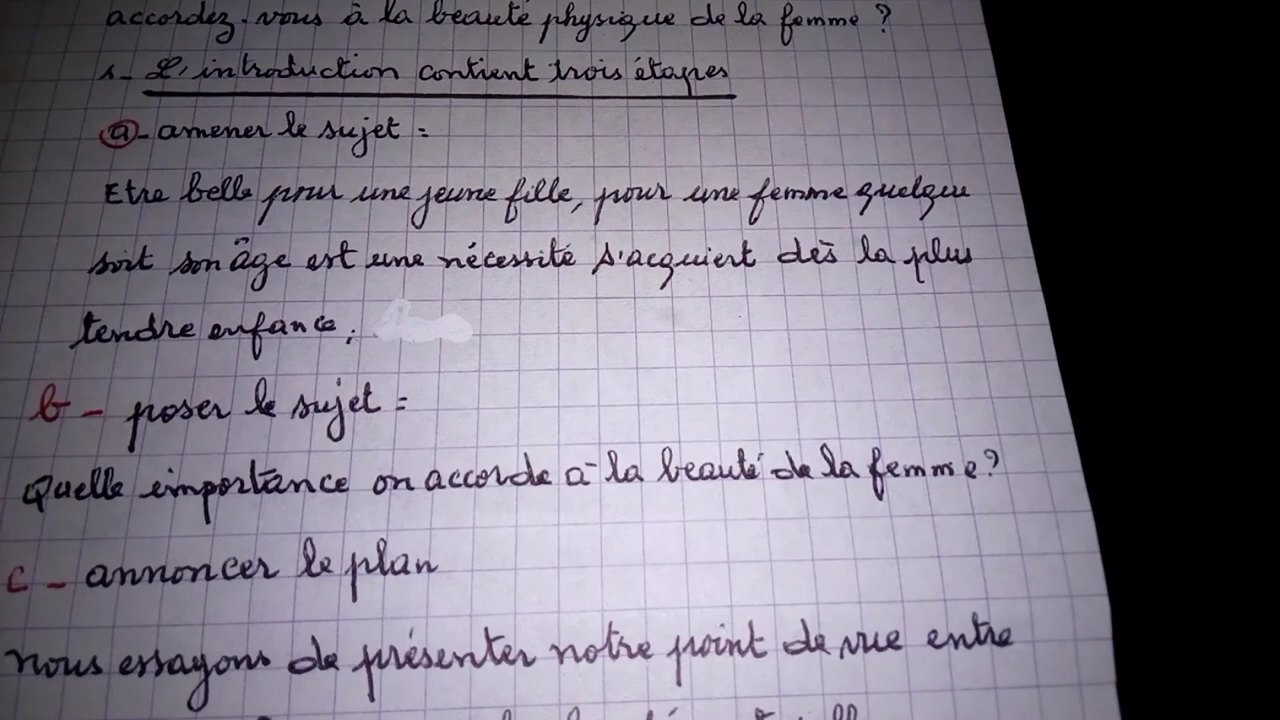 accordez-vous à la beauté physique de la femme ?
1- L'introduction contient trois étapes
a- amener le sujet :
Etre belle pour une jeune fille, pour une femme quelque
soit son âge est une nécessité s'acquiert dès la plus
tendre enfance.
b- poser le sujet :
Quelle importance on accorde à la beauté de la femme ?
c- annoncer le plan
nous essayons de présenter notre point de vue entre